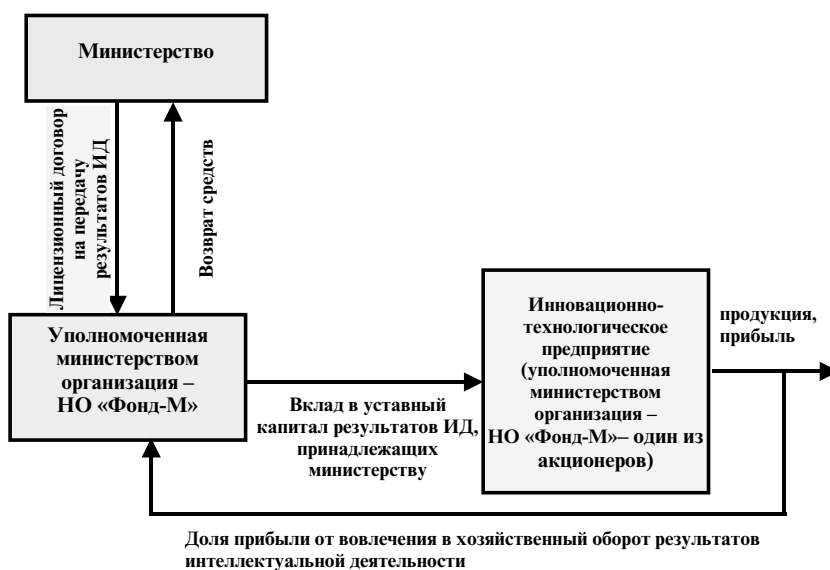 Министерство
Лицензионный договор
на передачу
результатов ИД
Возврат средств
Уполномоченная
министерством
организация –
НО «Фонд-М»
Вклад в уставный
капитал результатов ИД,
принадлежащих
министерству
Инновационно-
технологическое
предприятие
(уполномоченная
министерством
организация –
НО «Фонд-М»– один из
акционеров)
продукция,
прибыль
Доля прибыли от вовлечения в хозяйственный оборот результатов
интеллектуальной деятельности